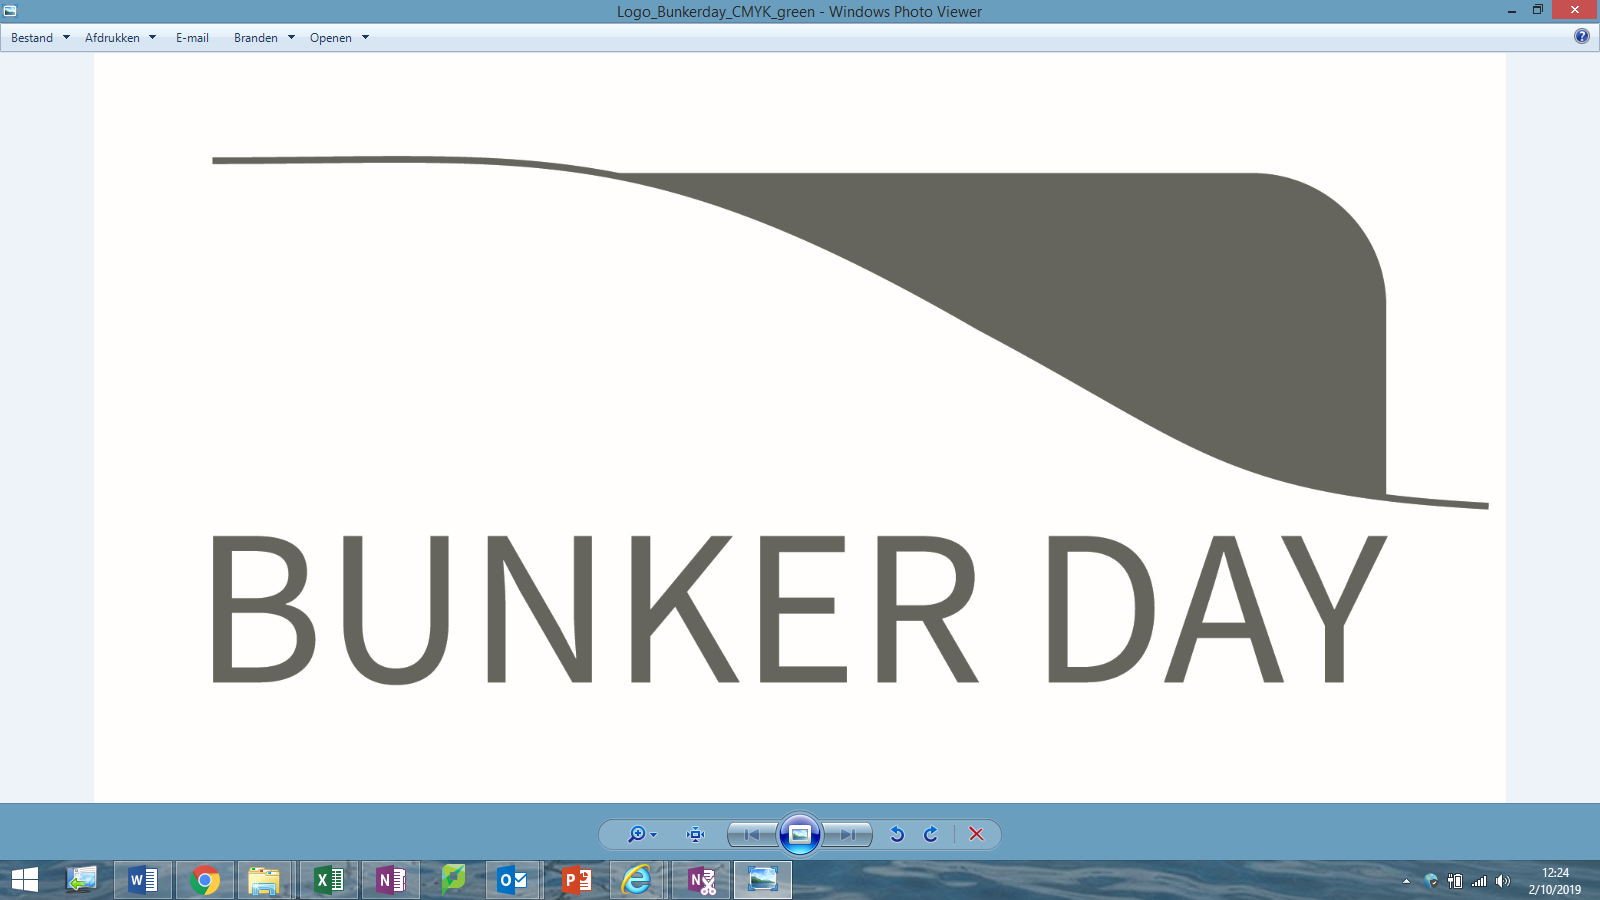 Logo_Bunkerday_CMYK_green - Windows Photo Viewer
Bestand Afdrukken E-mail Branden Openen
BUNKER DAY
12:24
2/10/2019